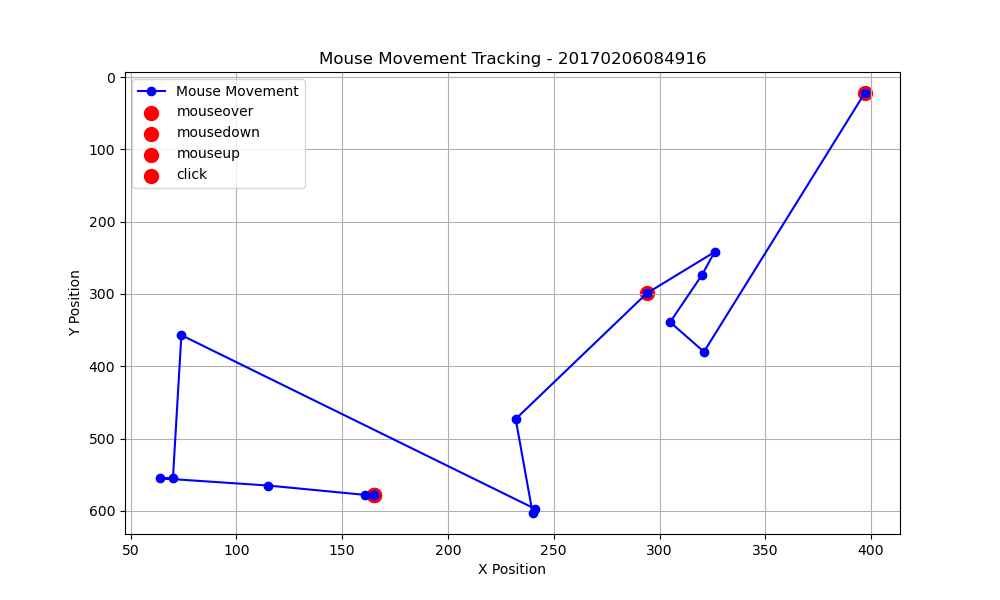 Mouse Movement Tracking - 20170206084916
Mouse Movement
mouseover
mousedown
mouseup
click
0
100
200
300
400
500
600
Y Position
50 100 150 200 250 300 350 400
X Position